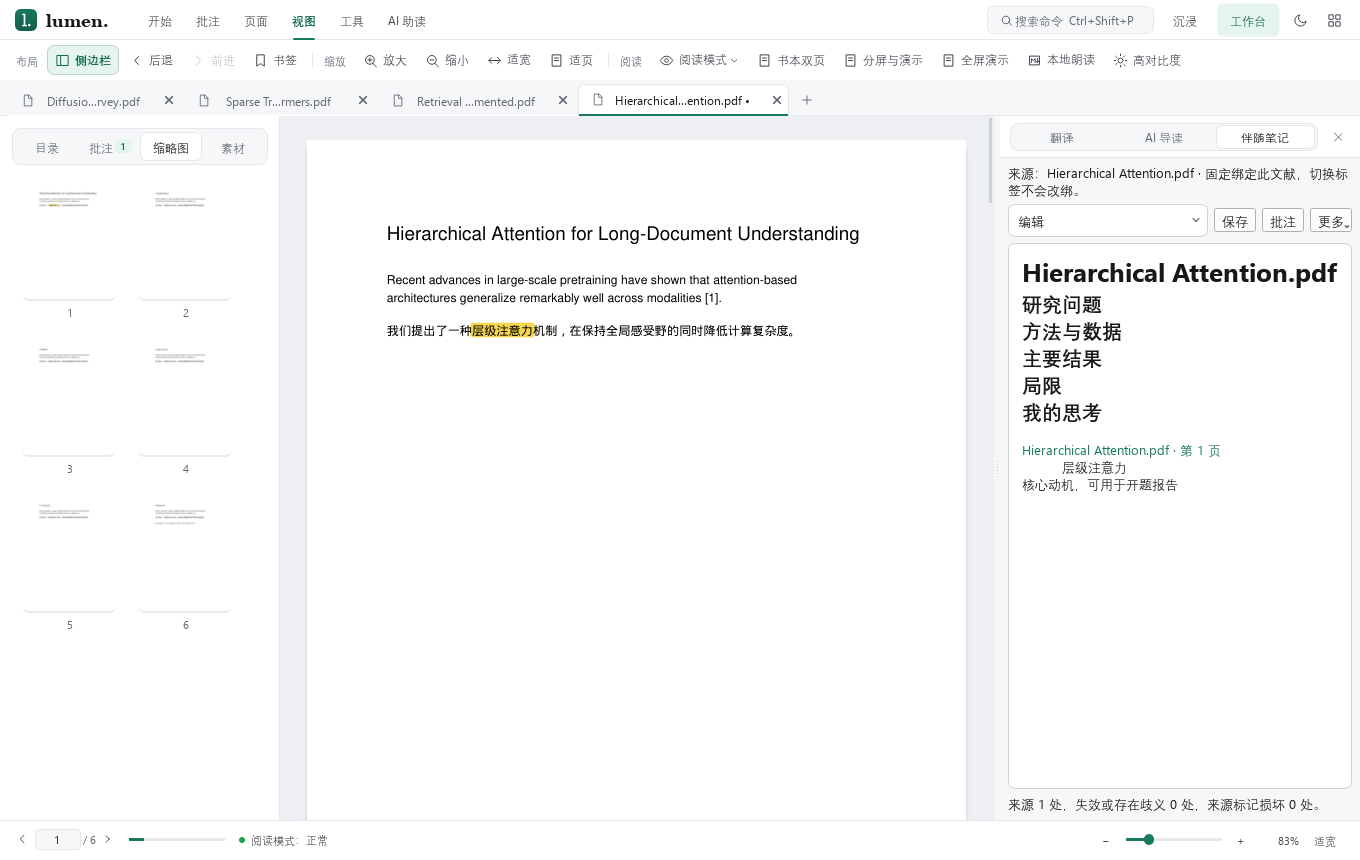 l. lumen. 开始 批注 页面 视图 工具 AI 助读 搜索命令 Ctrl+Shift+P 沉浸 工作台
布局 侧边栏 后退 前进 书签 缩放 放大 缩小 适宽 适页 阅读 阅读模式 书本双页 分屏与演示 全屏演示 本地朗读 高对比度
Diffusio...rvey.pdf Sparse Tr...rmers.pdf Retrieval ...mented.pdf Hierarchical...ention.pdf •
目录 批注 1 缩略图 素材
1 2
3 4
5 6
Hierarchical Attention for Long-Document Understanding
Recent advances in large-scale pretraining have shown that attention-based
architectures generalize remarkably well across modalities [1].
我们提出了一种层级注意力机制，在保持全局感受野的同时降低计算复杂度。
翻译 AI 导读 伴随笔记
来源：Hierarchical Attention.pdf · 固定绑定此文献，切换标
签不会改绑。
编辑 保存 批注 更多
Hierarchical Attention.pdf
研究问题
方法与数据
主要结果
局限
我的思考
Hierarchical Attention.pdf · 第 1 页
层级注意力
核心动机，可用于开题报告
来源 1 处，失效或存在歧义 0 处，来源标记损坏 0 处。
1 / 6 阅读模式：正常 − + 83% 适宽